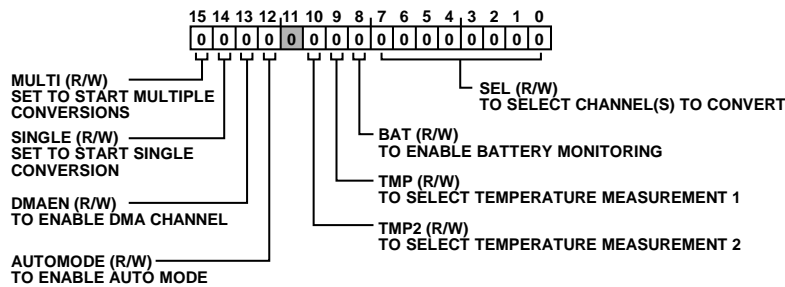 15 14 13 12 11 10 9 8 7 6 5 4 3 2 1 0
0 0 0 0 0 0 0 0 0 0 0 0 0 0 0 0
MULTI (R/W)
SET TO START MULTIPLE
CONVERSIONS
SINGLE (R/W)
SET TO START SINGLE
CONVERSION
DMAEN (R/W)
TO ENABLE DMA CHANNEL
AUTOMODE (R/W)
TO ENABLE AUTO MODE
SEL (R/W)
TO SELECT CHANNEL(S) TO CONVERT
BAT (R/W)
TO ENABLE BATTERY MONITORING
TMP (R/W)
TO SELECT TEMPERATURE MEASUREMENT 1
TMP2 (R/W)
TO SELECT TEMPERATURE MEASUREMENT 2